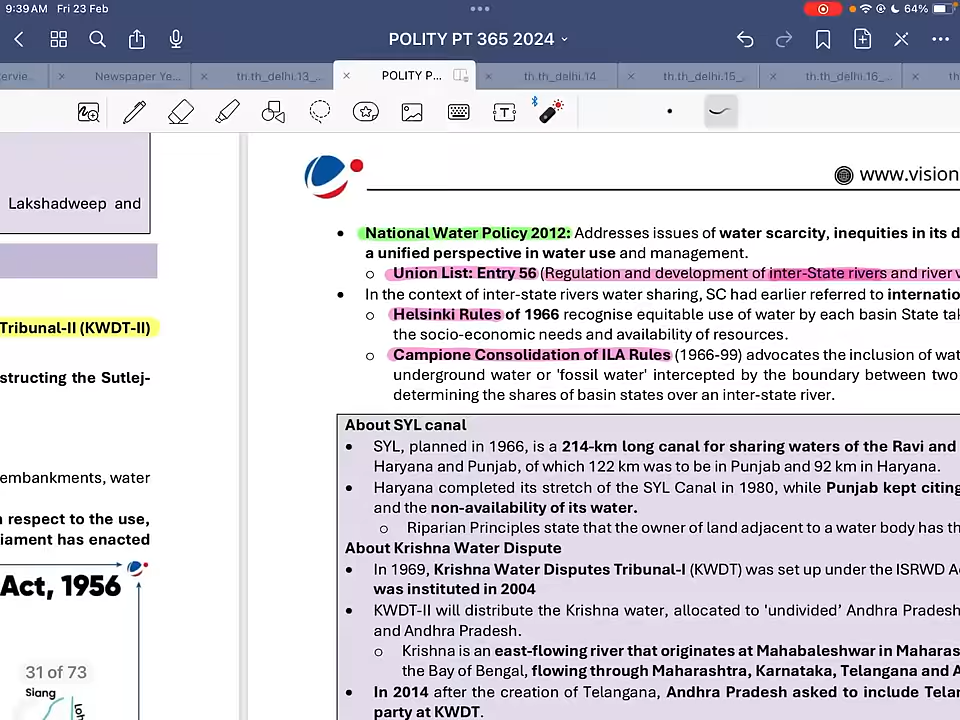 9:39 AM Fri 23 Feb
64%
POLITY PT 365 2024
ervie...
Newspaper Ye...
th.th_delhi.13_...
POLITY P...
th.th_delhi.14
th.th_delhi.15_
th.th_delhi.16_
th
Lakshadweep and
Tribunal-II (KWDT-II)
structing the Sutlej-
embankments, water
respect to the use,
iament has enacted
Act, 1956
31 of 73
Siang
www.vision
• National Water Policy 2012: Addresses issues of water scarcity, inequities in its d
a unified perspective in water use and management.
o Union List: Entry 56 (Regulation and development of inter-State rivers and river v
• In the context of inter-state rivers water sharing, SC had earlier referred to internatio
o Helsinki Rules of 1966 recognise equitable use of water by each basin State tak
the socio-economic needs and availability of resources.
o Campione Consolidation of ILA Rules (1966-99) advocates the inclusion of wat
underground water or 'fossil water' intercepted by the boundary between two
determining the shares of basin states over an inter-state river.
About SYL canal
• SYL, planned in 1966, is a 214-km long canal for sharing waters of the Ravi and
Haryana and Punjab, of which 122 km was to be in Punjab and 92 km in Haryana.
• Haryana completed its stretch of the SYL Canal in 1980, while Punjab kept citing
and the non-availability of its water.
o Riparian Principles state that the owner of land adjacent to a water body has th
About Krishna Water Dispute
• In 1969, Krishna Water Disputes Tribunal-I (KWDT) was set up under the ISRWD A
was instituted in 2004
• KWDT-II will distribute the Krishna water, allocated to 'undivided' Andhra Pradesh
and Andhra Pradesh.
o Krishna is an east-flowing river that originates at Mahabaleshwar in Maharas
the Bay of Bengal, flowing through Maharashtra, Karnataka, Telangana and A
• In 2014 after the creation of Telangana, Andhra Pradesh asked to include Telan
party at KWDT.